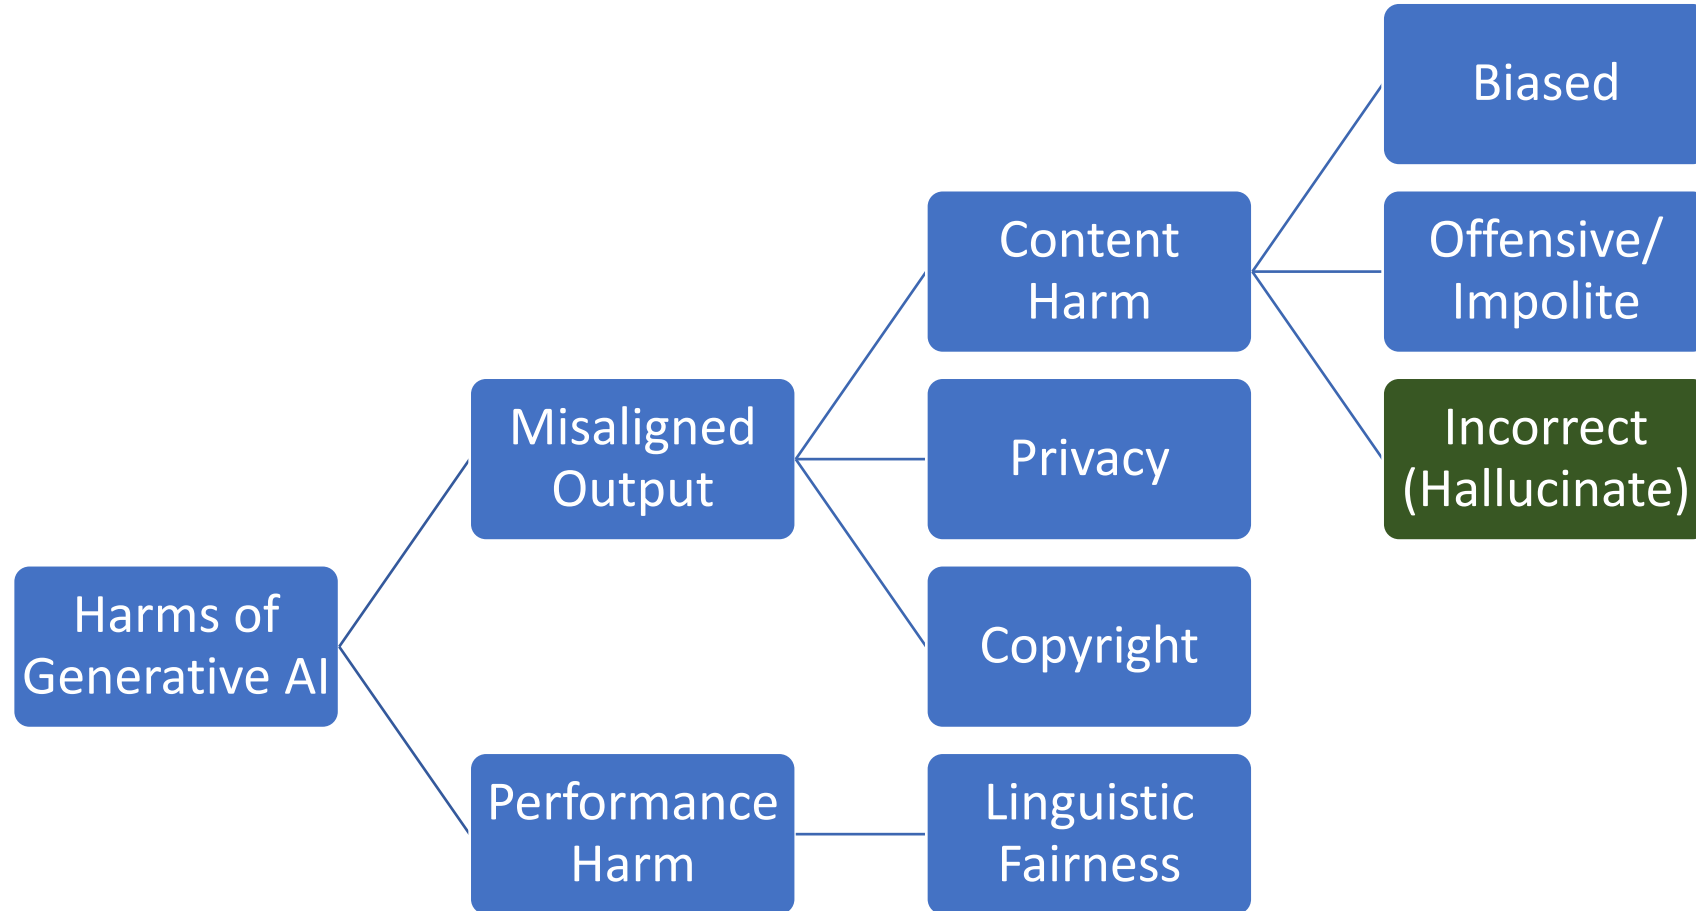 Harms of
Generative AI
Misaligned
Output
Performance
Harm
Content
Harm
Privacy
Copyright
Linguistic
Fairness
Biased
Offensive/
Impolite
Incorrect
(Hallucinate)